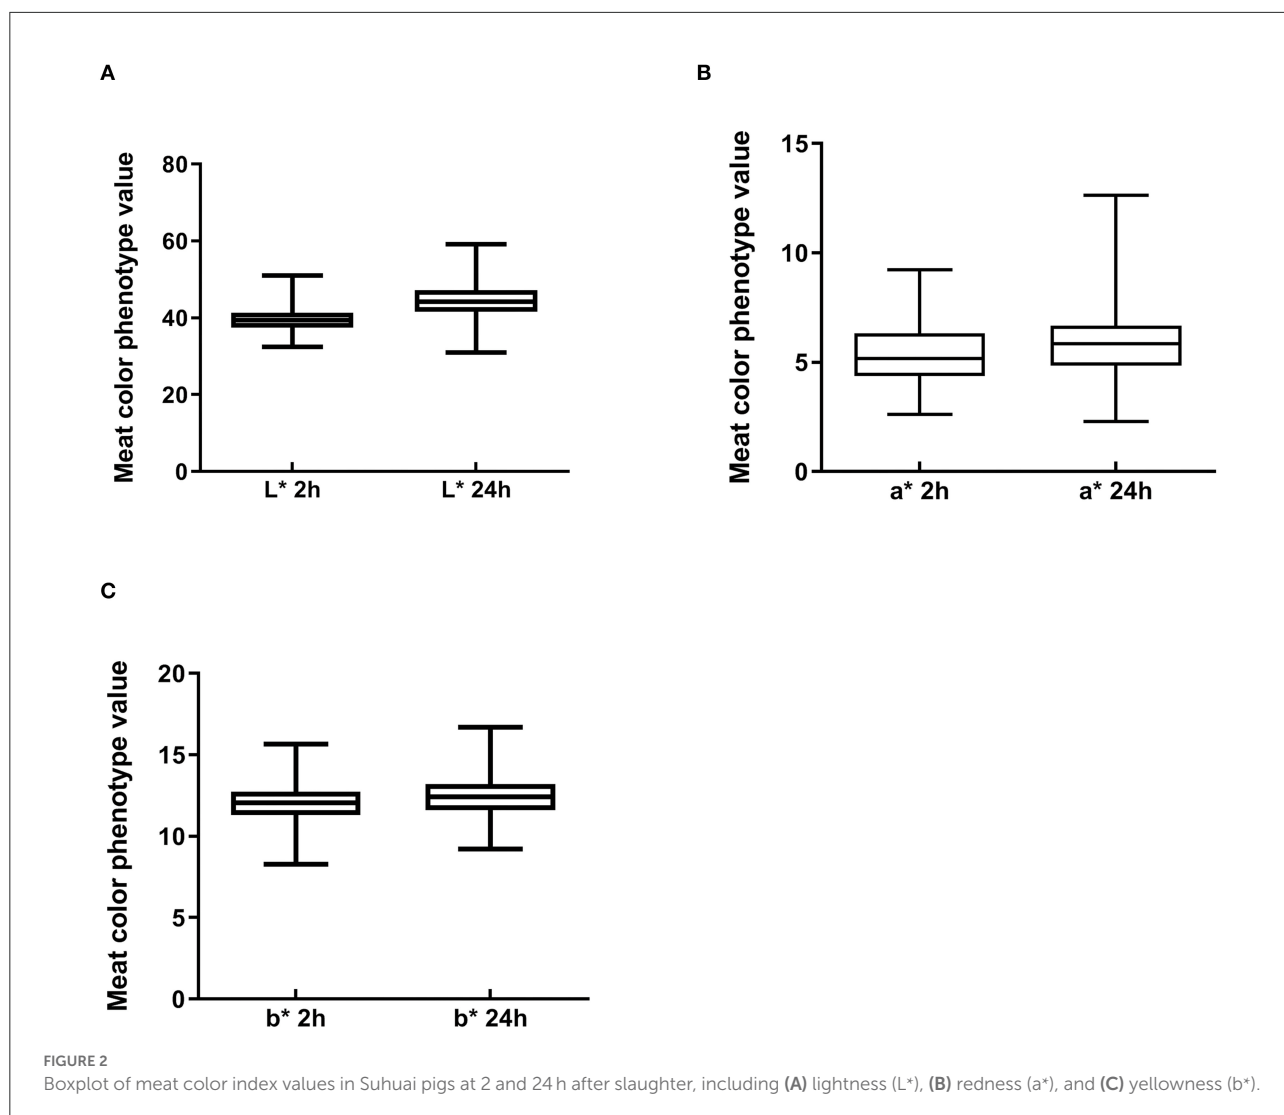 A
Meat color phenotype value
80
60
40
20
0
L* 2h
L* 24h
B
Meat color phenotype value
15
10
5
0
a* 2h
a* 24h
C
Meat color phenotype value
20
15
10
5
0
b* 2h
b* 24h
FIGURE 2
Boxplot of meat color index values in Suhuai pigs at 2 and 24 h after slaughter, including (A) lightness (L*), (B) redness (a*), and (C) yellowness (b*).